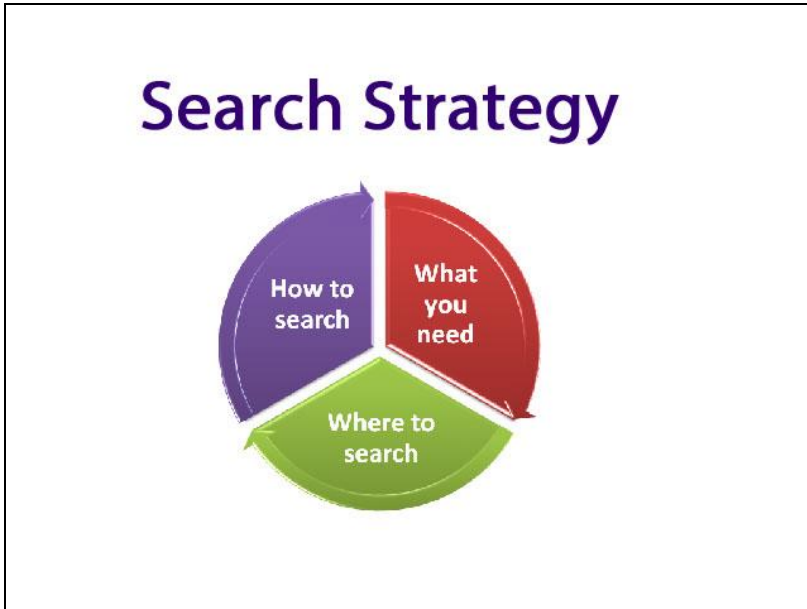 Search Strategy
What
you
need
Where to
search
How to
search